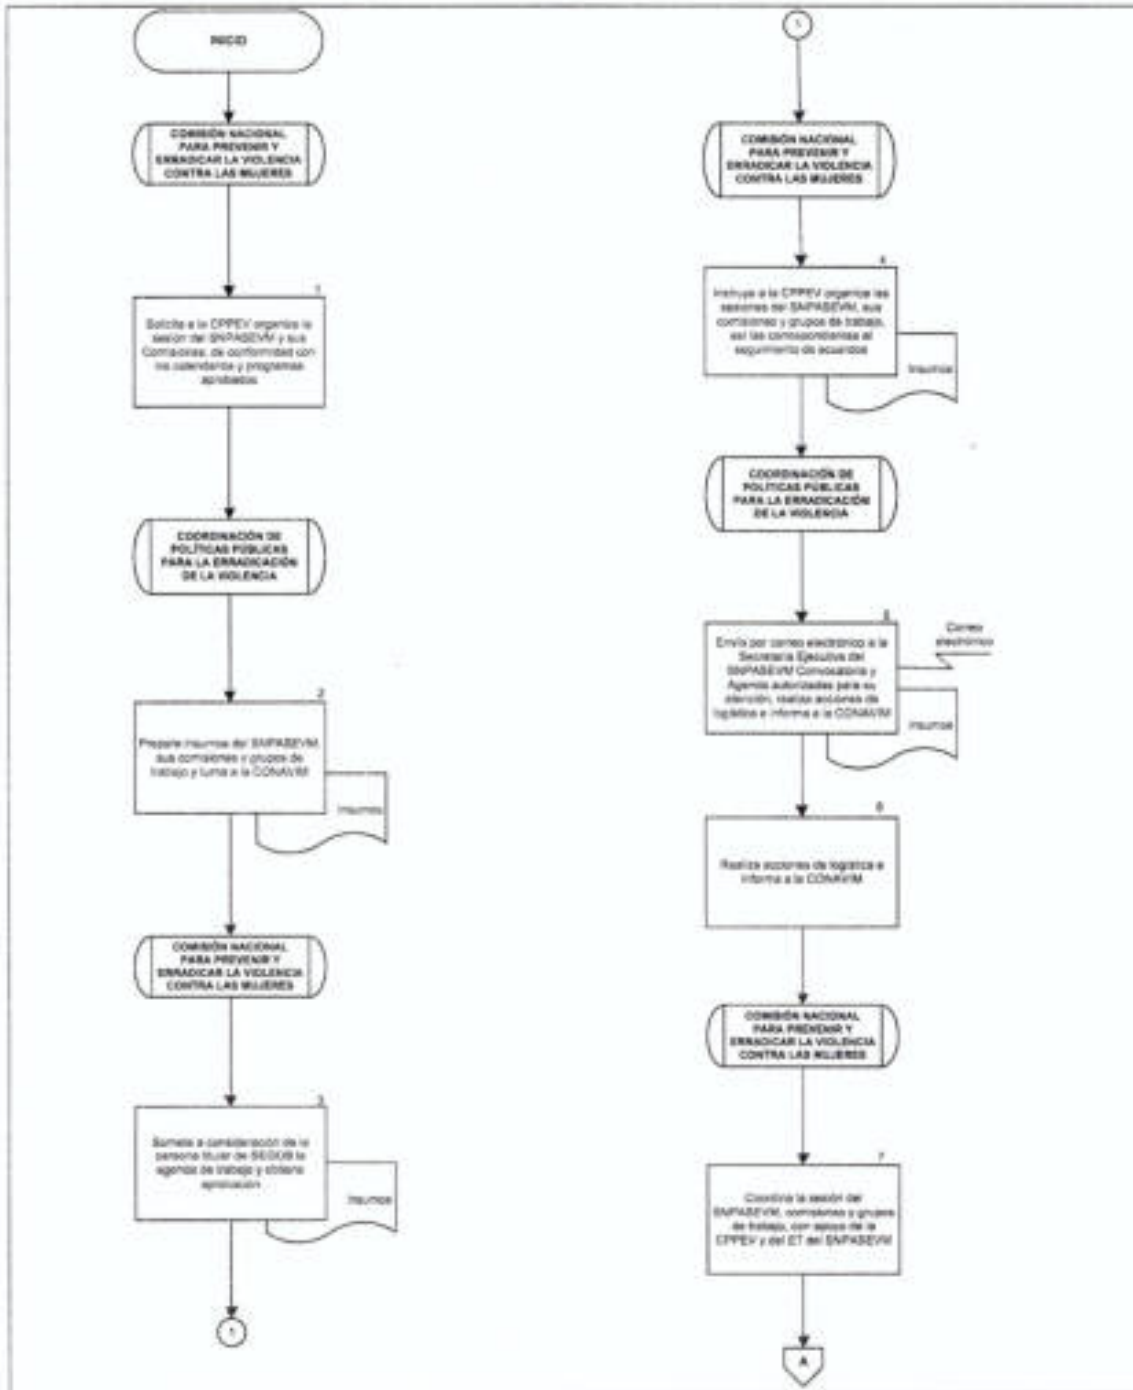 INICIO
COMISIÓN NACIONAL
PARA PREVENIR Y
ERRADICAR LA VIOLENCIA
CONTRA LAS MUJERES
1
Solicita a la CPPEV organice la
sesión del SNPASEVM y sus
Comisiones, de conformidad con
los calendarios y programas
aprobados
COORDINACIÓN DE
POLÍTICAS PÚBLICAS
PARA LA ERRADICACIÓN
DE LA VIOLENCIA
2
Prepara insumos del SNPASEVM,
sus comisiones y grupos de
trabajo y turna a la CONAVIM
Insumos
COMISIÓN NACIONAL
PARA PREVENIR Y
ERRADICAR LA VIOLENCIA
CONTRA LAS MUJERES
3
Somete a consideración de la
persona titular de SEGOB la
agenda de trabajo y obtiene
aprobación
Insumos
1
1
COMISIÓN NACIONAL
PARA PREVENIR Y
ERRADICAR LA VIOLENCIA
CONTRA LAS MUJERES
4
Instruye a la CPPEV organice las
sesiones del SNPASEVM, sus
comisiones y grupos de trabajo,
así las correspondientes al
seguimiento de acuerdos
Insumos
COORDINACIÓN DE
POLÍTICAS PÚBLICAS
PARA LA ERRADICACIÓN
DE LA VIOLENCIA
5
Envía por correo electrónico a la
Secretaría Ejecutiva del
SNPASEVM Convocatoria y
Agenda autorizadas para su
atención, realiza acciones de
logística e informa a la CONAVIM
Correo
electrónico
Insumos
6
Realiza acciones de logística e
informa a la CONAVIM
COMISIÓN NACIONAL
PARA PREVENIR Y
ERRADICAR LA VIOLENCIA
CONTRA LAS MUJERES
7
Coordina la sesión del
SNPASEVM, comisiones y grupos
de trabajo, con apoyo de la
CPPEV y del ET del SNPASEVM
A